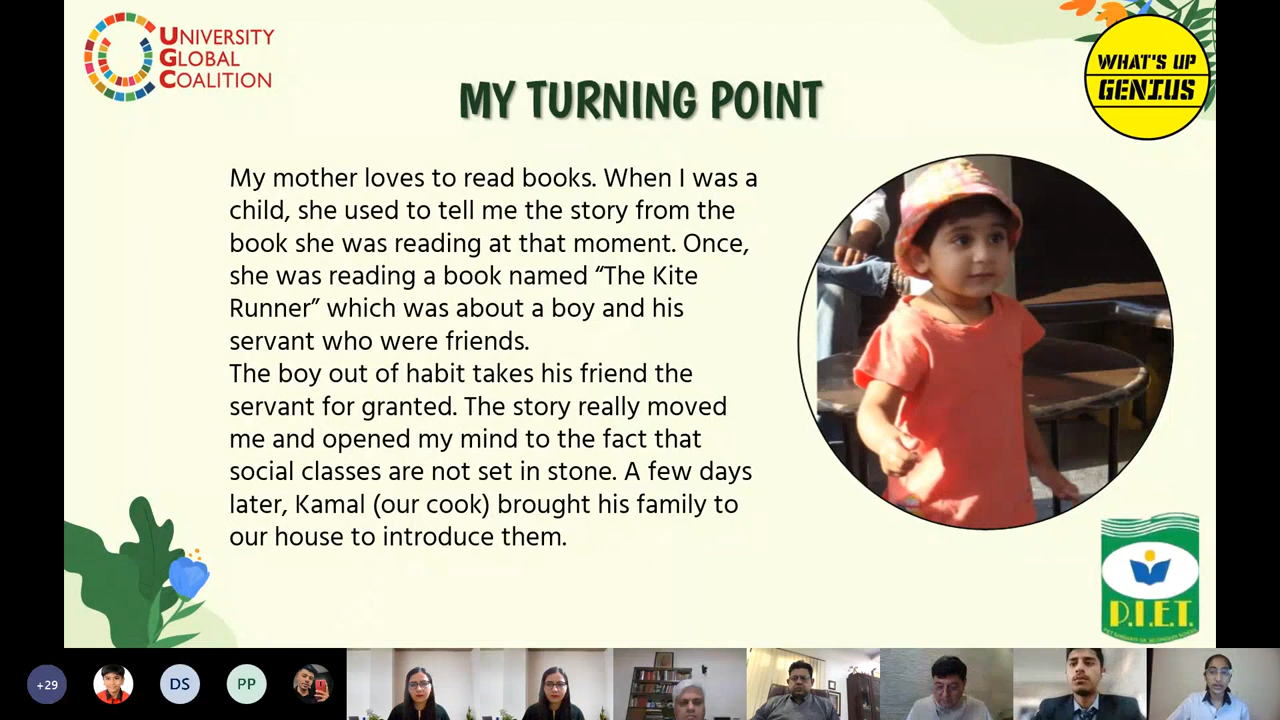 UNIVERSITY
GLOBAL
COALITION
WHAT'S UP
GENIUS
MY TURNING POINT
My mother loves to read books. When I was a
child, she used to tell me the story from the
book she was reading at that moment. Once,
she was reading a book named “The Kite
Runner” which was about a boy and his
servant who were friends.
The boy out of habit takes his friend the
servant for granted. The story really moved
me and opened my mind to the fact that
social classes are not set in stone. A few days
later, Kamal (our cook) brought his family to
our house to introduce them.
P.I.E.T.
+29
DS
PP